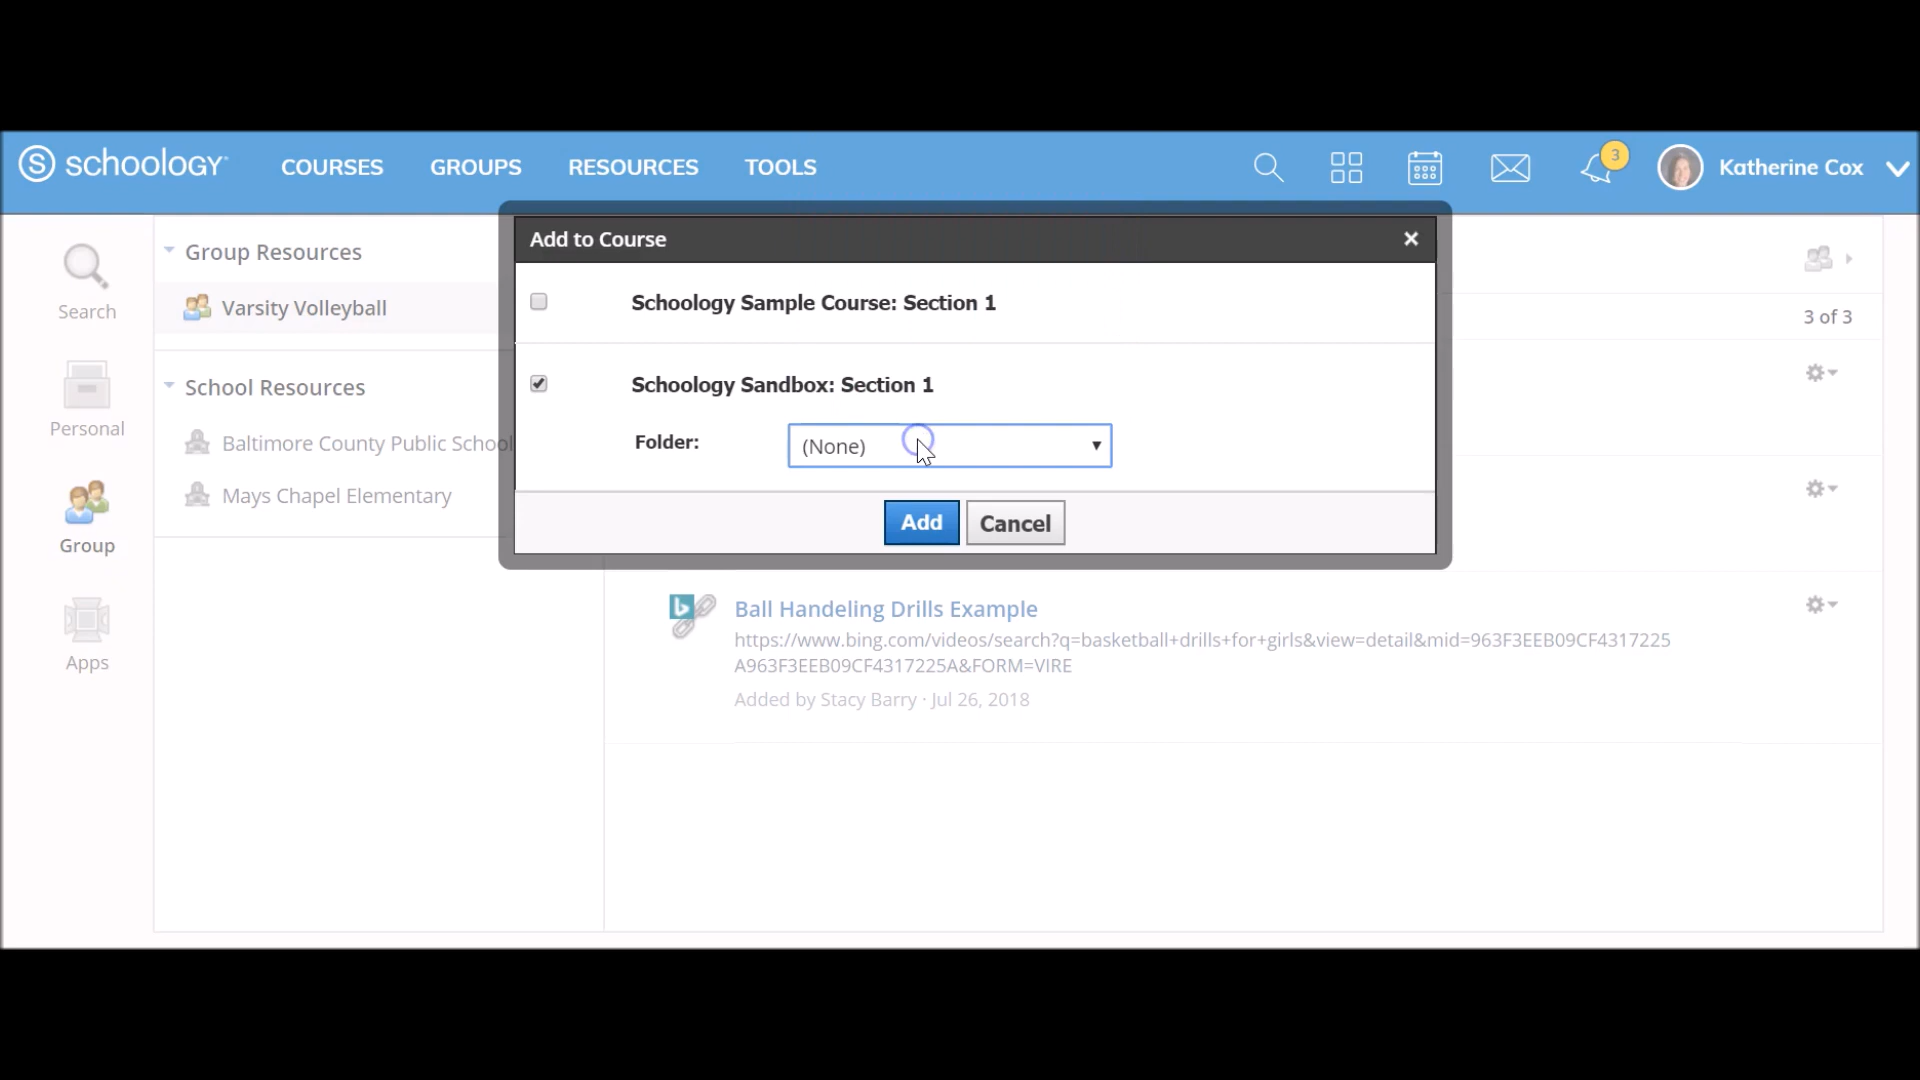 schoology
COURSES
GROUPS
RESOURCES
TOOLS
3
Katherine Cox
Search
Personal
Group
Apps
Group Resources
Varsity Volleyball
School Resources
Baltimore County Public School
Mays Chapel Elementary
Add to Course
Schoology Sample Course: Section 1
Schoology Sandbox: Section 1
Folder:
(None)
Add
Cancel
3 of 3
Ball Handeling Drills Example
https://www.bing.com/videos/search?q=basketball+drills+for+girls&view=detail&mid=963F3EEB09CF4317225
A963F3EEB09CF4317225A&FORM=VIRE
Added by Stacy Barry · Jul 26, 2018